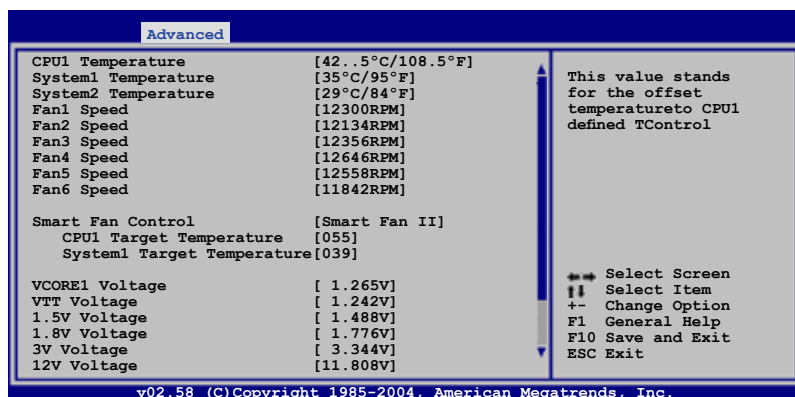 Advanced
CPU1 Temperature [42..5°C/108.5°F]
System1 Temperature [35°C/95°F]
System2 Temperature [29°C/84°F]
Fan1 Speed [12300RPM]
Fan2 Speed [12134RPM]
Fan3 Speed [12356RPM]
Fan4 Speed [12646RPM]
Fan5 Speed [12558RPM]
Fan6 Speed [11842RPM]
Smart Fan Control [Smart Fan II]
CPU1 Target Temperature [055]
System1 Target Temperature[039]
VCORE1 Voltage [ 1.265V]
VTT Voltage [ 1.242V]
1.5V Voltage [ 1.488V]
1.8V Voltage [ 1.776V]
3V Voltage [ 3.344V]
12V Voltage [11.808V]
This value stands
for the offset
temperatureto CPU1
defined TControl
Select Screen
Select Item
+- Change Option
F1 General Help
F10 Save and Exit
ESC Exit
v02.58 (C)Copyright 1985-2004, American Megatrends, Inc.